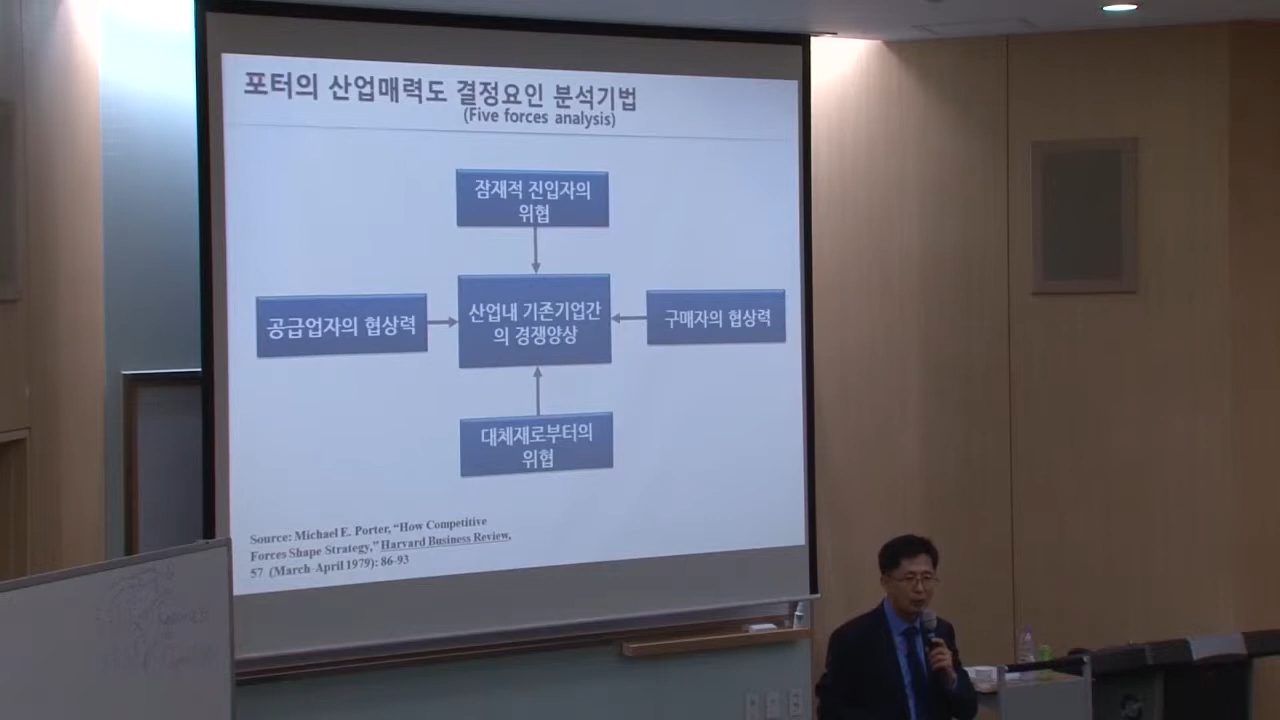 포터의 산업매력도 결정요인 분석기법
(Five forces analysis)
잠재적 진입자의
위협
공급업자의 협상력
산업내 기존기업간
의 경쟁양상
구매자의 협상력
대체재로부터의
위협
Source: Michael E. Porter, “How Competitive
Forces Shape Strategy,” Harvard Business Review,
57 (March-April 1979): 86-93